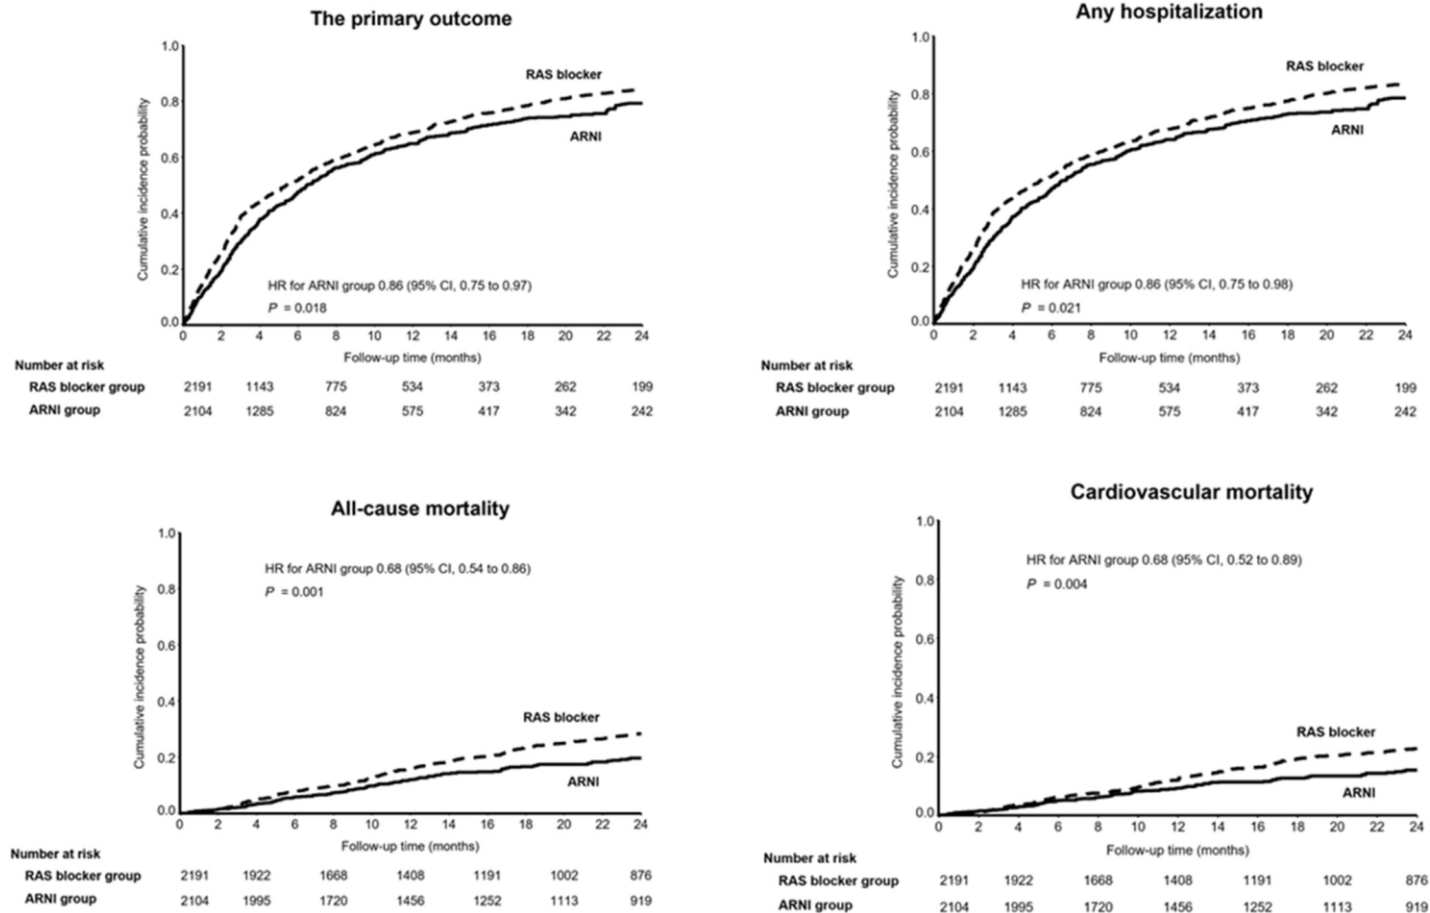 The primary outcome
1.0
0.8
0.6
0.4
0.2
0.0
Cumulative incidence probability
RAS blocker
ARNI
HR for ARNI group 0.86 (95% CI, 0.75 to 0.97)
P = 0.018
0 2 4 6 8 10 12 14 16 18 20 22 24
Follow-up time (months)
Number at risk
RAS blocker group 2191 1143 775 534 373 262 199
ARNI group 2104 1285 824 575 417 342 242
Any hospitalization
1.0
0.8
0.6
0.4
0.2
0.0
Cumulative incidence probability
RAS blocker
ARNI
HR for ARNI group 0.86 (95% CI, 0.75 to 0.98)
P = 0.021
0 2 4 6 8 10 12 14 16 18 20 22 24
Follow-up time (months)
Number at risk
RAS blocker group 2191 1143 775 534 373 262 199
ARNI group 2104 1285 824 575 417 342 242
All-cause mortality
1.0
0.8
0.6
0.4
0.2
0.0
Cumulative incidence probability
HR for ARNI group 0.68 (95% CI, 0.54 to 0.86)
P = 0.001
RAS blocker
ARNI
0 2 4 6 8 10 12 14 16 18 20 22 24
Follow-up time (months)
Number at risk
RAS blocker group 2191 1922 1668 1408 1191 1002 876
ARNI group 2104 1995 1720 1456 1252 1113 919
Cardiovascular mortality
1.0
0.8
0.6
0.4
0.2
0.0
Cumulative incidence probability
HR for ARNI group 0.68 (95% CI, 0.52 to 0.89)
P = 0.004
RAS blocker
ARNI
0 2 4 6 8 10 12 14 16 18 20 22 24
Follow-up time (months)
Number at risk
RAS blocker group 2191 1922 1668 1408 1191 1002 876
ARNI group 2104 1995 1720 1456 1252 1113 919